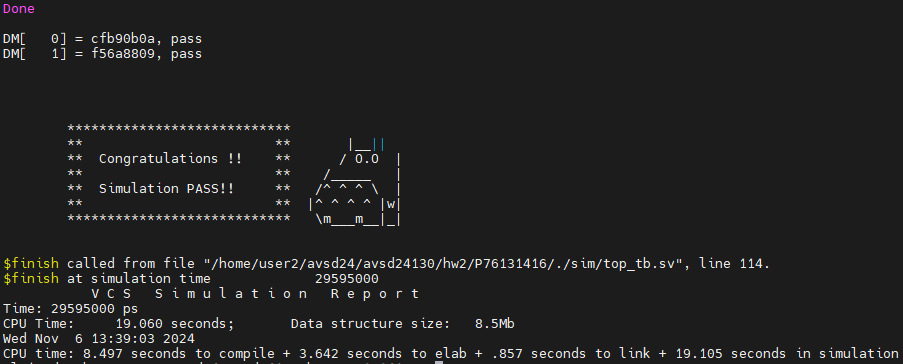 Done
DM[   0] = cfb90b0a, pass
DM[   1] = f56a8809, pass
****************************
**                        **       |__||
**  Congratulations !!    **      / O.O  |
**                        **    /_____   |
**  Simulation PASS!!     **   /^ ^ ^ \  |
**                        **  |^ ^ ^ ^ |w|
****************************   \m___m__|_|
$finish called from file "/home/user2/avsd24/avsd24130/hw2/P76131416/./sim/top_tb.sv", line 114.
$finish at simulation time             29595000
           V C S   S i m u l a t i o n   R e p o r t
Time: 29595000 ps
CPU Time:     19.060 seconds;       Data structure size:   8.5Mb
Wed Nov  6 13:39:03 2024
CPU time: 8.497 seconds to compile + 3.642 seconds to elab + .857 seconds to link + 19.105 seconds in simulation